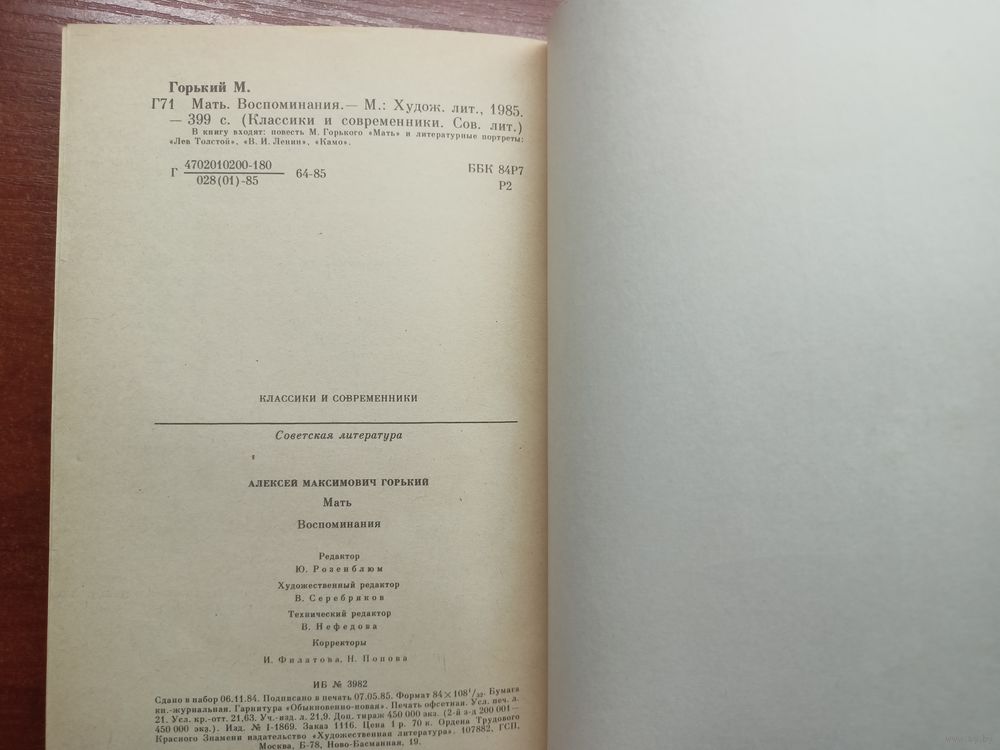 Горький М.
Г71 Мать. Воспоминания.— М.: Худож. лит., 1985.
— 399 с. (Классики и современники. Сов. лит.)
В книгу входят: повесть М. Горького «Мать» и литературные портреты:
«Лев Толстой», «В. И. Ленин», «Камо».
Г 4702010200-180 64-85 ББК 84Р7
028(01)-85 Р2
КЛАССИКИ И СОВРЕМЕННИКИ
Советская литература
АЛЕКСЕЙ МАКСИМОВИЧ ГОРЬКИЙ
Мать
Воспоминания
Редактор
Ю. Розенблюм
Художественный редактор
В. Серебряков
Технический редактор
В. Нефедова
Корректоры
И. Филатова, Н. Попова
ИБ № 3982
Сдано в набор 06.11.84. Подписано в печать 07.05.85. Формат 84×108¹/₃₂. Бумага
кн.-журнальная. Гарнитура «Обыкновенно-новая». Печать офсетная. Усл. печ. л.
21. Усл. кр.-отт. 21,63. Уч.-изд. л. 21,9. Доп. тираж 450 000 экз. (2-й з-д 200 001—
450 000 экз.). Изд. № I-1869. Заказ 1116. Цена 1 р. 70 к. Ордена Трудового
Красного Знамени издательство «Художественная литература». 107882, ГСП,
Москва, Б-78, Ново-Басманная, 19.